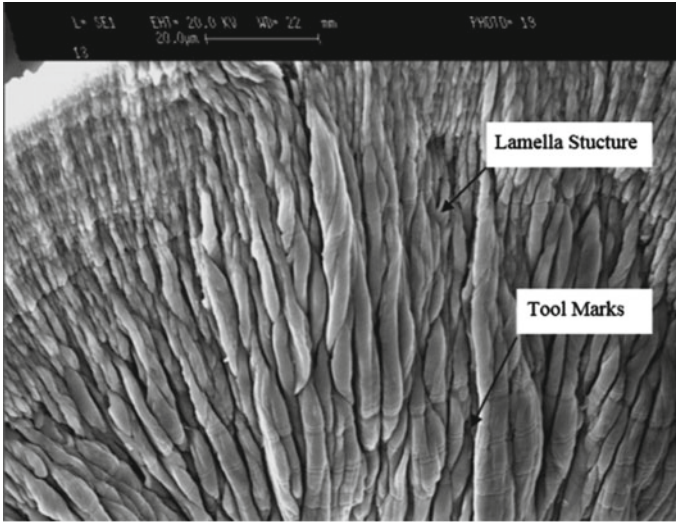 L= SE1 EHT= 20.0 KV WD= 22 mm PHOTO= 19
20.0µm
13
Lamella Stucture
Tool Marks